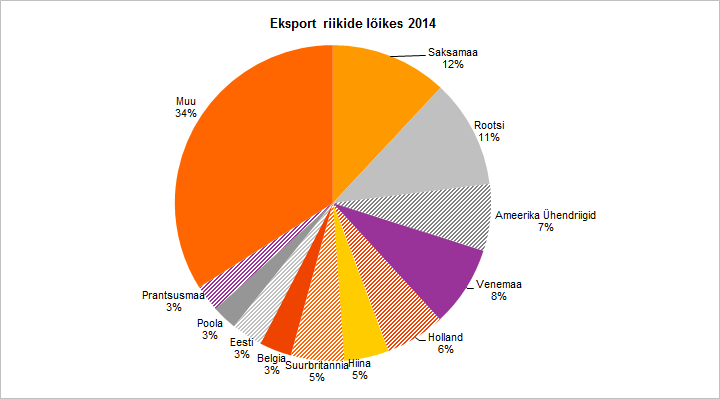 Eksport riikide lõikes 2014
Saksamaa
12%
Rootsi
11%
Ameerika Ühendriigid
7%
Venemaa
8%
Holland
6%
Hiina
5%
Suurbritannia
5%
Belgia
3%
Eesti
3%
Poola
3%
Prantsusmaa
3%
Muu
34%